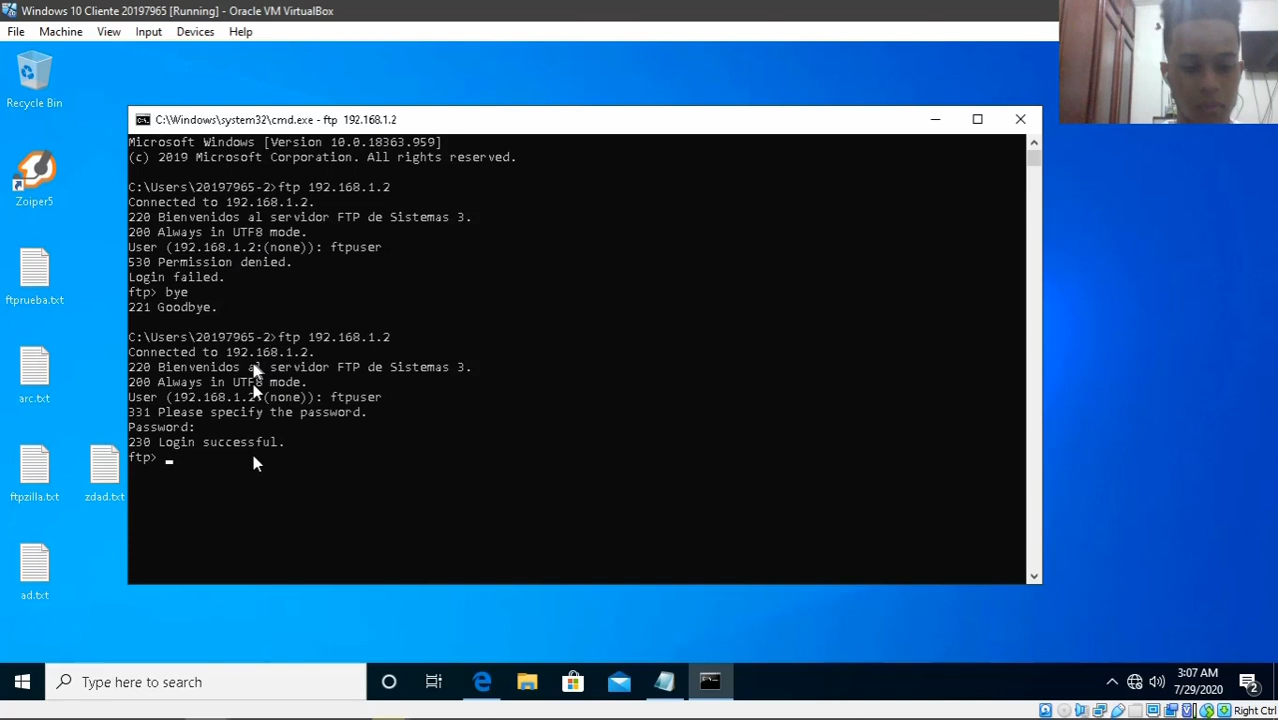 Windows 10 Cliente 20197965 [Running] - Oracle VM VirtualBox
File Machine View Input Devices Help
Recycle Bin
C:\Windows\system32\cmd.exe - ftp 192.168.1.2
Microsoft Windows [Version 10.0.18363.959]
(c) 2019 Microsoft Corporation. All rights reserved.
C:\Users\20197965-2>ftp 192.168.1.2
Connected to 192.168.1.2.
220 Bienvenidos al servidor FTP de Sistemas 3.
200 Always in UTF8 mode.
User (192.168.1.2:(none)): ftpuser
530 Permission denied.
Login failed.
ftp> bye
221 Goodbye.
C:\Users\20197965-2>ftp 192.168.1.2
Connected to 192.168.1.2.
220 Bienvenidos al servidor FTP de Sistemas 3.
200 Always in UTF8 mode.
User (192.168.1.2:(none)): ftpuser
331 Please specify the password.
Password:
230 Login successful.
ftp>
Zoiper5
ftprueba.txt
arc.txt
ftpzilla.txt zdad.txt
ad.txt
Type here to search
3:07 AM
7/29/2020
2
Right Ctrl